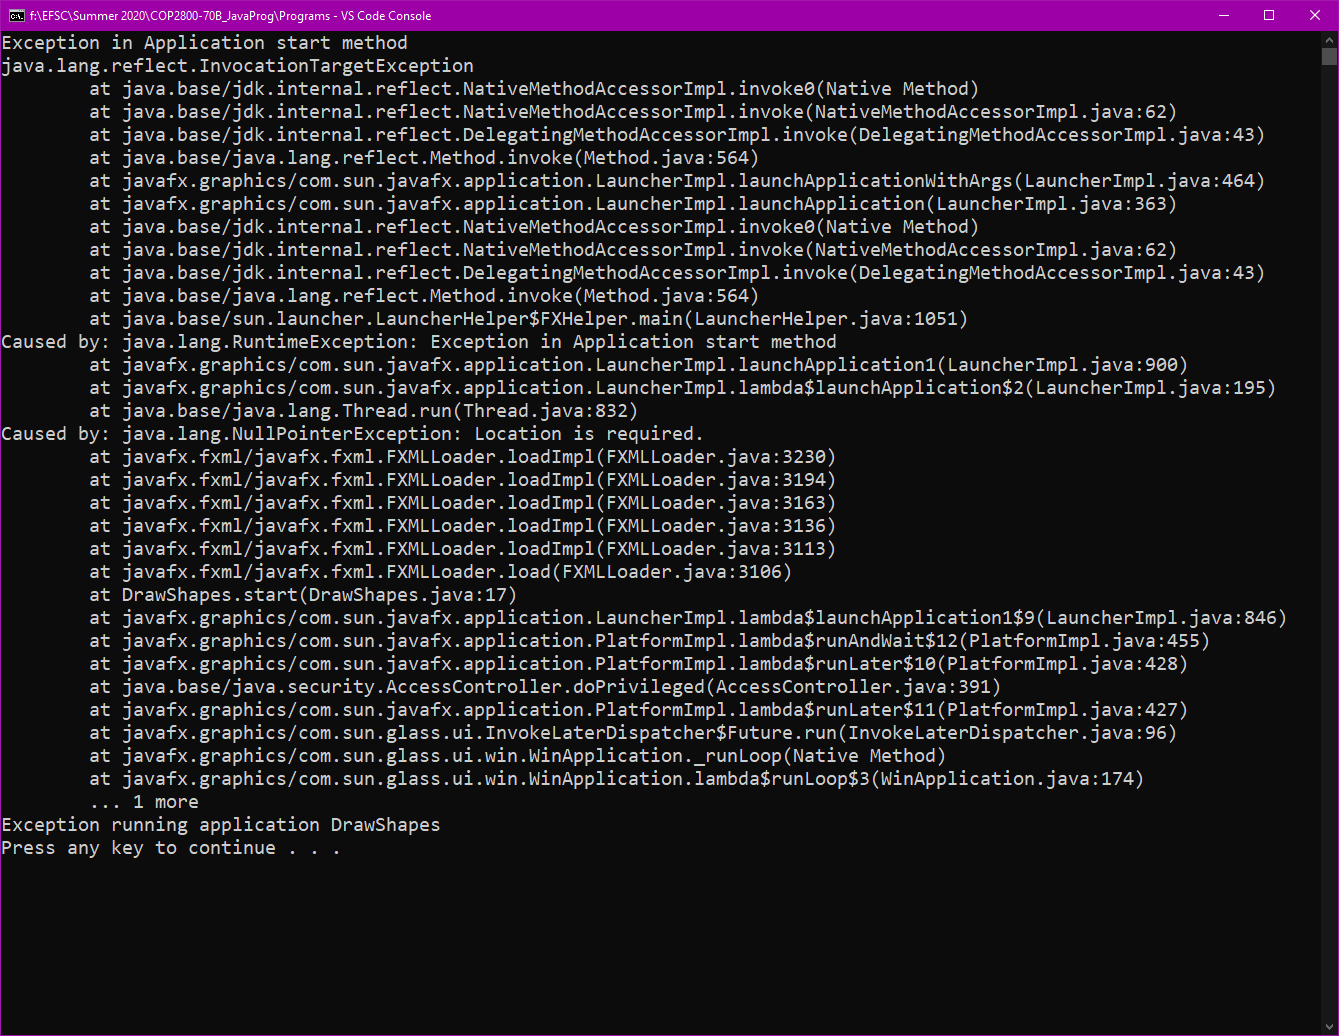 f:\EFSC\Summer 2020\COP2800-70B_JavaProg\Programs - VS Code Console
Exception in Application start method
java.lang.reflect.InvocationTargetException
        at java.base/jdk.internal.reflect.NativeMethodAccessorImpl.invoke0(Native Method)
        at java.base/jdk.internal.reflect.NativeMethodAccessorImpl.invoke(NativeMethodAccessorImpl.java:62)
        at java.base/jdk.internal.reflect.DelegatingMethodAccessorImpl.invoke(DelegatingMethodAccessorImpl.java:43)
        at java.base/java.lang.reflect.Method.invoke(Method.java:564)
        at javafx.graphics/com.sun.javafx.application.LauncherImpl.launchApplicationWithArgs(LauncherImpl.java:464)
        at javafx.graphics/com.sun.javafx.application.LauncherImpl.launchApplication(LauncherImpl.java:363)
        at java.base/jdk.internal.reflect.NativeMethodAccessorImpl.invoke0(Native Method)
        at java.base/jdk.internal.reflect.NativeMethodAccessorImpl.invoke(NativeMethodAccessorImpl.java:62)
        at java.base/jdk.internal.reflect.DelegatingMethodAccessorImpl.invoke(DelegatingMethodAccessorImpl.java:43)
        at java.base/java.lang.reflect.Method.invoke(Method.java:564)
        at java.base/sun.launcher.LauncherHelper$FXHelper.main(LauncherHelper.java:1051)
Caused by: java.lang.RuntimeException: Exception in Application start method
        at javafx.graphics/com.sun.javafx.application.LauncherImpl.launchApplication1(LauncherImpl.java:900)
        at javafx.graphics/com.sun.javafx.application.LauncherImpl.lambda$launchApplication$2(LauncherImpl.java:195)
        at java.base/java.lang.Thread.run(Thread.java:832)
Caused by: java.lang.NullPointerException: Location is required.
        at javafx.fxml/javafx.fxml.FXMLLoader.loadImpl(FXMLLoader.java:3230)
        at javafx.fxml/javafx.fxml.FXMLLoader.loadImpl(FXMLLoader.java:3194)
        at javafx.fxml/javafx.fxml.FXMLLoader.loadImpl(FXMLLoader.java:3163)
        at javafx.fxml/javafx.fxml.FXMLLoader.loadImpl(FXMLLoader.java:3136)
        at javafx.fxml/javafx.fxml.FXMLLoader.loadImpl(FXMLLoader.java:3113)
        at javafx.fxml/javafx.fxml.FXMLLoader.load(FXMLLoader.java:3106)
        at DrawShapes.start(DrawShapes.java:17)
        at javafx.graphics/com.sun.javafx.application.LauncherImpl.lambda$launchApplication1$9(LauncherImpl.java:846)
        at javafx.graphics/com.sun.javafx.application.PlatformImpl.lambda$runAndWait$12(PlatformImpl.java:455)
        at javafx.graphics/com.sun.javafx.application.PlatformImpl.lambda$runLater$10(PlatformImpl.java:428)
        at java.base/java.security.AccessController.doPrivileged(AccessController.java:391)
        at javafx.graphics/com.sun.javafx.application.PlatformImpl.lambda$runLater$11(PlatformImpl.java:427)
        at javafx.graphics/com.sun.glass.ui.InvokeLaterDispatcher$Future.run(InvokeLaterDispatcher.java:96)
        at javafx.graphics/com.sun.glass.ui.win.WinApplication._runLoop(Native Method)
        at javafx.graphics/com.sun.glass.ui.win.WinApplication.lambda$runLoop$3(WinApplication.java:174)
        ... 1 more
Exception running application DrawShapes
Press any key to continue . . .